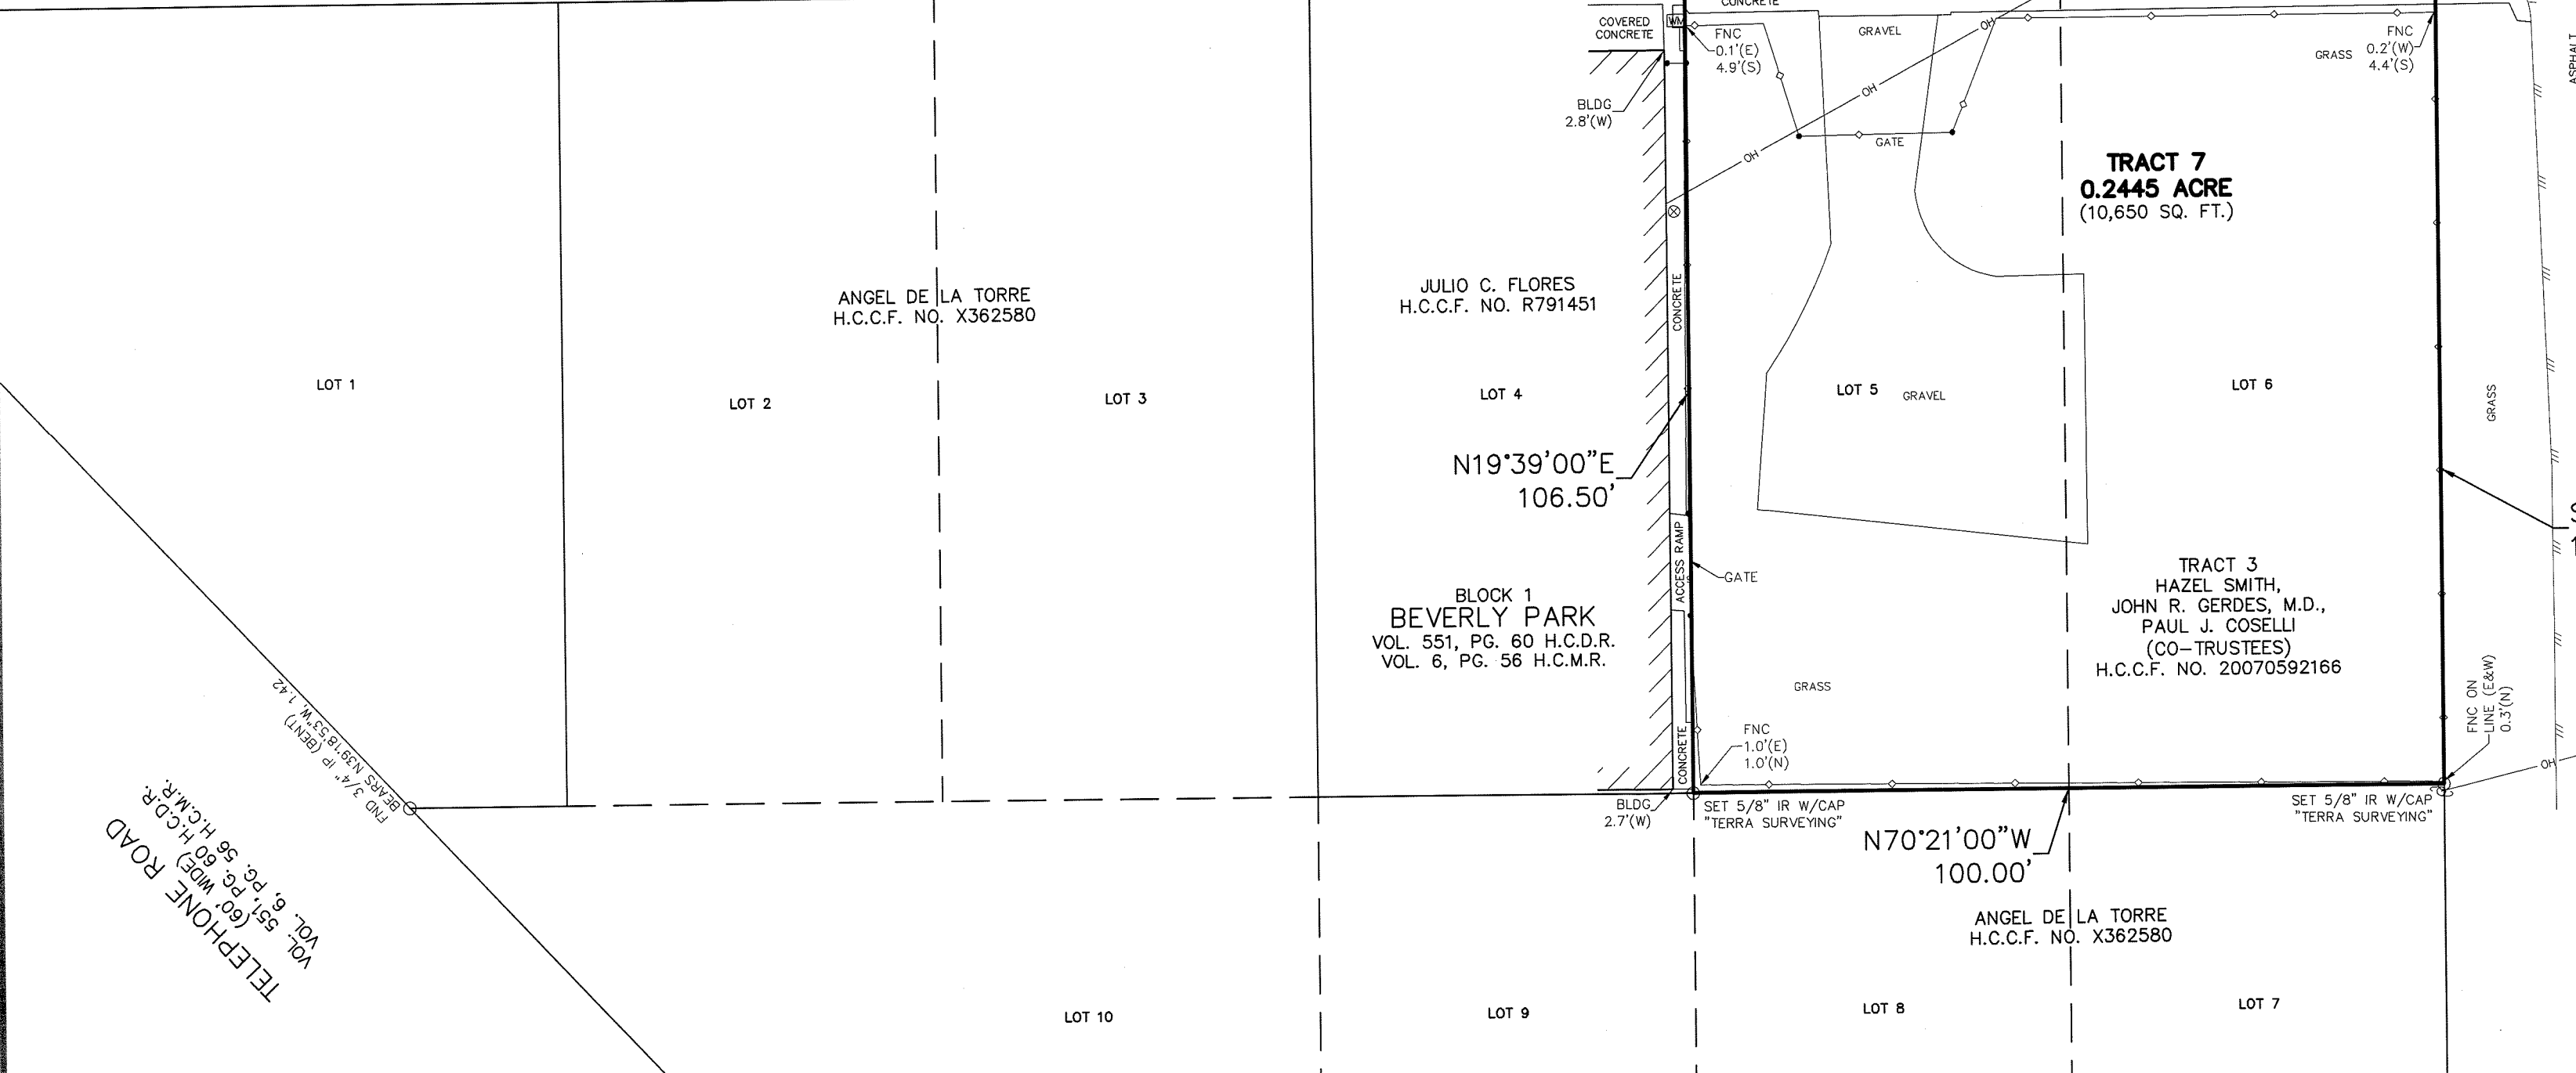 CONCRETE
COVERED
CONCRETE
WM
FNC
0.1'(E)
4.9'(S)
GRAVEL
OH
OH
OH
FNC
0.2'(W)
4.4'(S)
GRASS
ASPHALT
BLDG
2.8'(W)
GATE
TRACT 7
0.2445 ACRE
(10,650 SQ. FT.)
ANGEL DE LA TORRE
H.C.C.F. NO. X362580
JULIO C. FLORES
H.C.C.F. NO. R791451
CONCRETE
LOT 1
LOT 2
LOT 3
LOT 4
LOT 5
GRAVEL
LOT 6
GRASS
N19°39'00"E
106.50'
ACCESS RAMP
GATE
BLOCK 1
BEVERLY PARK
VOL. 551, PG. 60 H.C.D.R.
VOL. 6, PG. 56 H.C.M.R.
TRACT 3
HAZEL SMITH,
JOHN R. GERDES, M.D.,
PAUL J. COSELLI
(CO-TRUSTEES)
H.C.C.F. NO. 20070592166
GRASS
FNC ON
LINE (E&W)
0.3'(N)
FNC
1.0'(E)
1.0'(N)
CONCRETE
OH
FND 3/4" IP (BENT)
BEARS N39°18'53"W, 1.42
TELEPHONE ROAD
(60' WIDE)
VOL. 551, PG. 60 H.C.D.R.
VOL. 6, PG. 56 H.C.M.R.
BLDG
2.7'(W)
SET 5/8" IR W/CAP
"TERRA SURVEYING"
SET 5/8" IR W/CAP
"TERRA SURVEYING"
N70°21'00"W
100.00'
ANGEL DE LA TORRE
H.C.C.F. NO. X362580
LOT 10
LOT 9
LOT 8
LOT 7